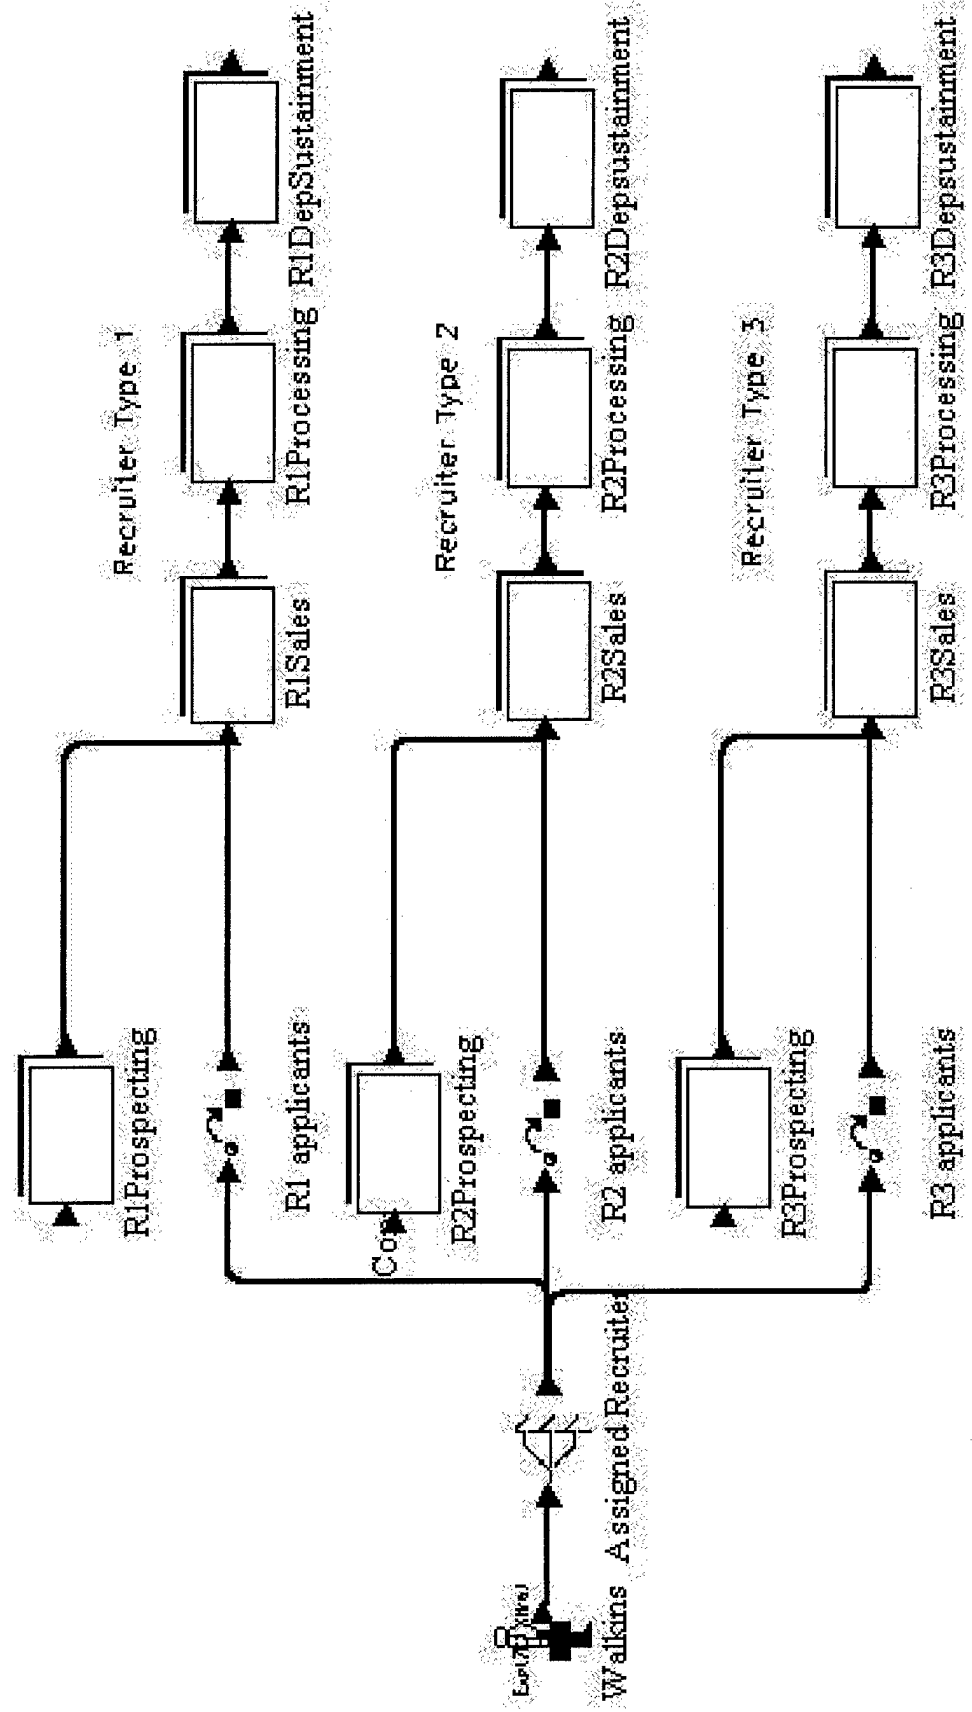 Recruiter Type 1
R1Prospecting
R1 applicants
R1Sales
R1Processing
R1DepSustainment
Recruiter Type 2
R2Prospecting
R2 applicants
R2Sales
R2Processing
R2Depsustainment
Walkins
Assigned Recruiter
Recruiter Type 3
R3Prospecting
R3 applicants
R3Sales
R3Processing
R3Depsustainment